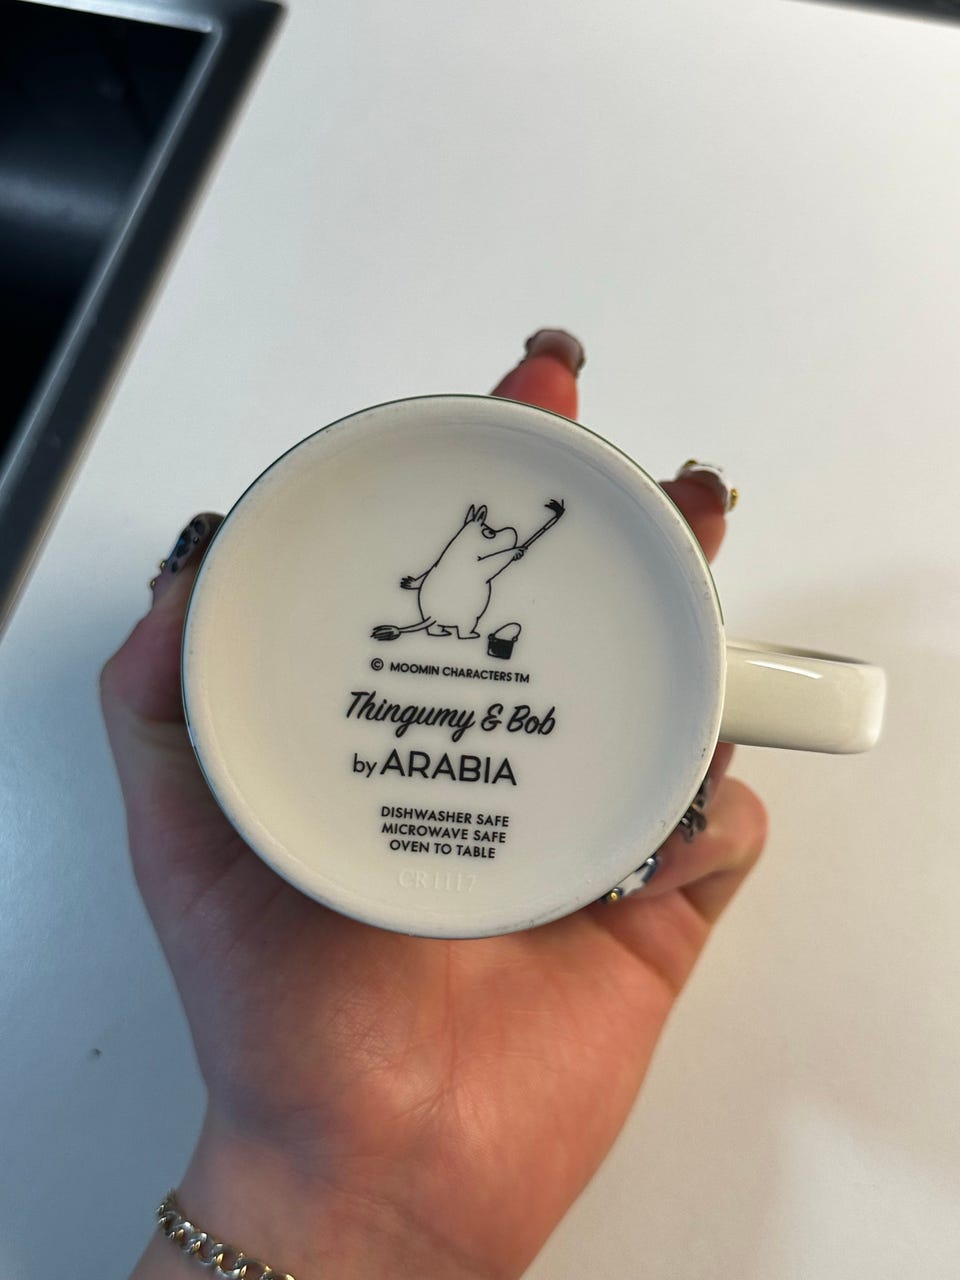 © MOOMIN CHARACTERS TM
Thingumy & Bob
by ARABIA
DISHWASHER SAFE
MICROWAVE SAFE
OVEN TO TABLE
CR1117